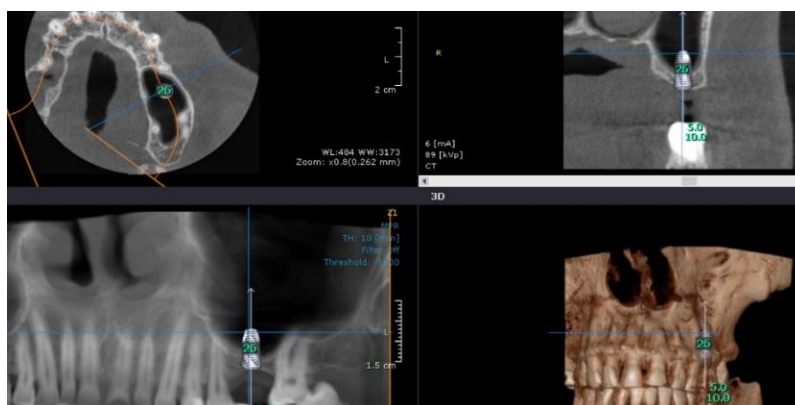 26
L
2 cm
WL:484 WW:3173
Zoom: x0.8(0.262 mm)
R
26
5.0
10.0
6 [mA]
89 [kVp]
CT
3D
Z1
MPR
TH: 10 [mm]
Filter Off
26
L
1.5 cm
26
5.0
10.0